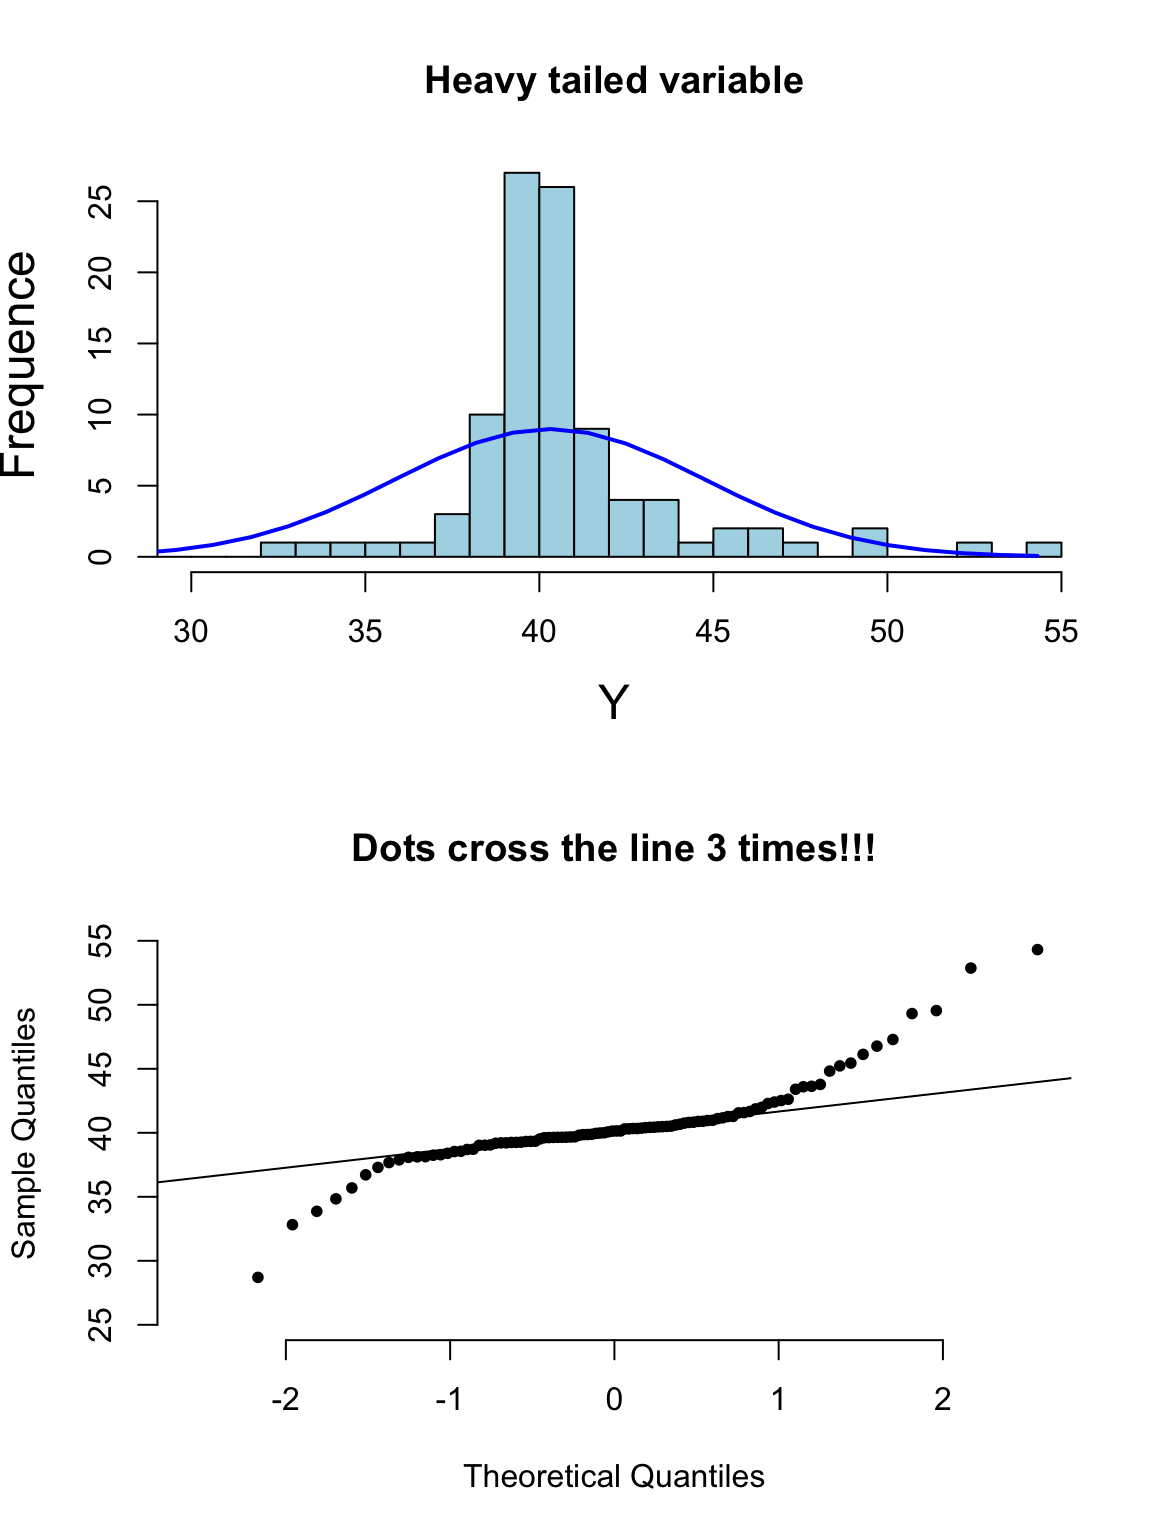 Heavy tailed variable
Frequence
25
20
15
10
5
0
30 35 40 45 50 55
Y
Dots cross the line 3 times!!!
Sample Quantiles
55
50
45
40
35
30
25
-2 -1 0 1 2
Theoretical Quantiles